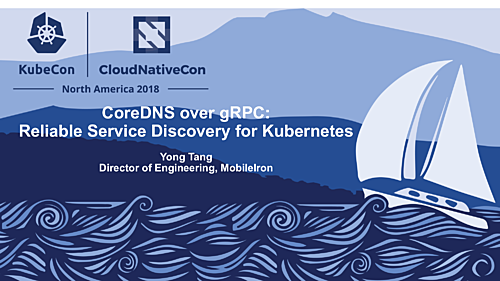 KubeCon
CloudNativeCon
North America 2018
CoreDNS over gRPC:
Reliable Service Discovery for Kubernetes
Yong Tang
Director of Engineering, MobileIron